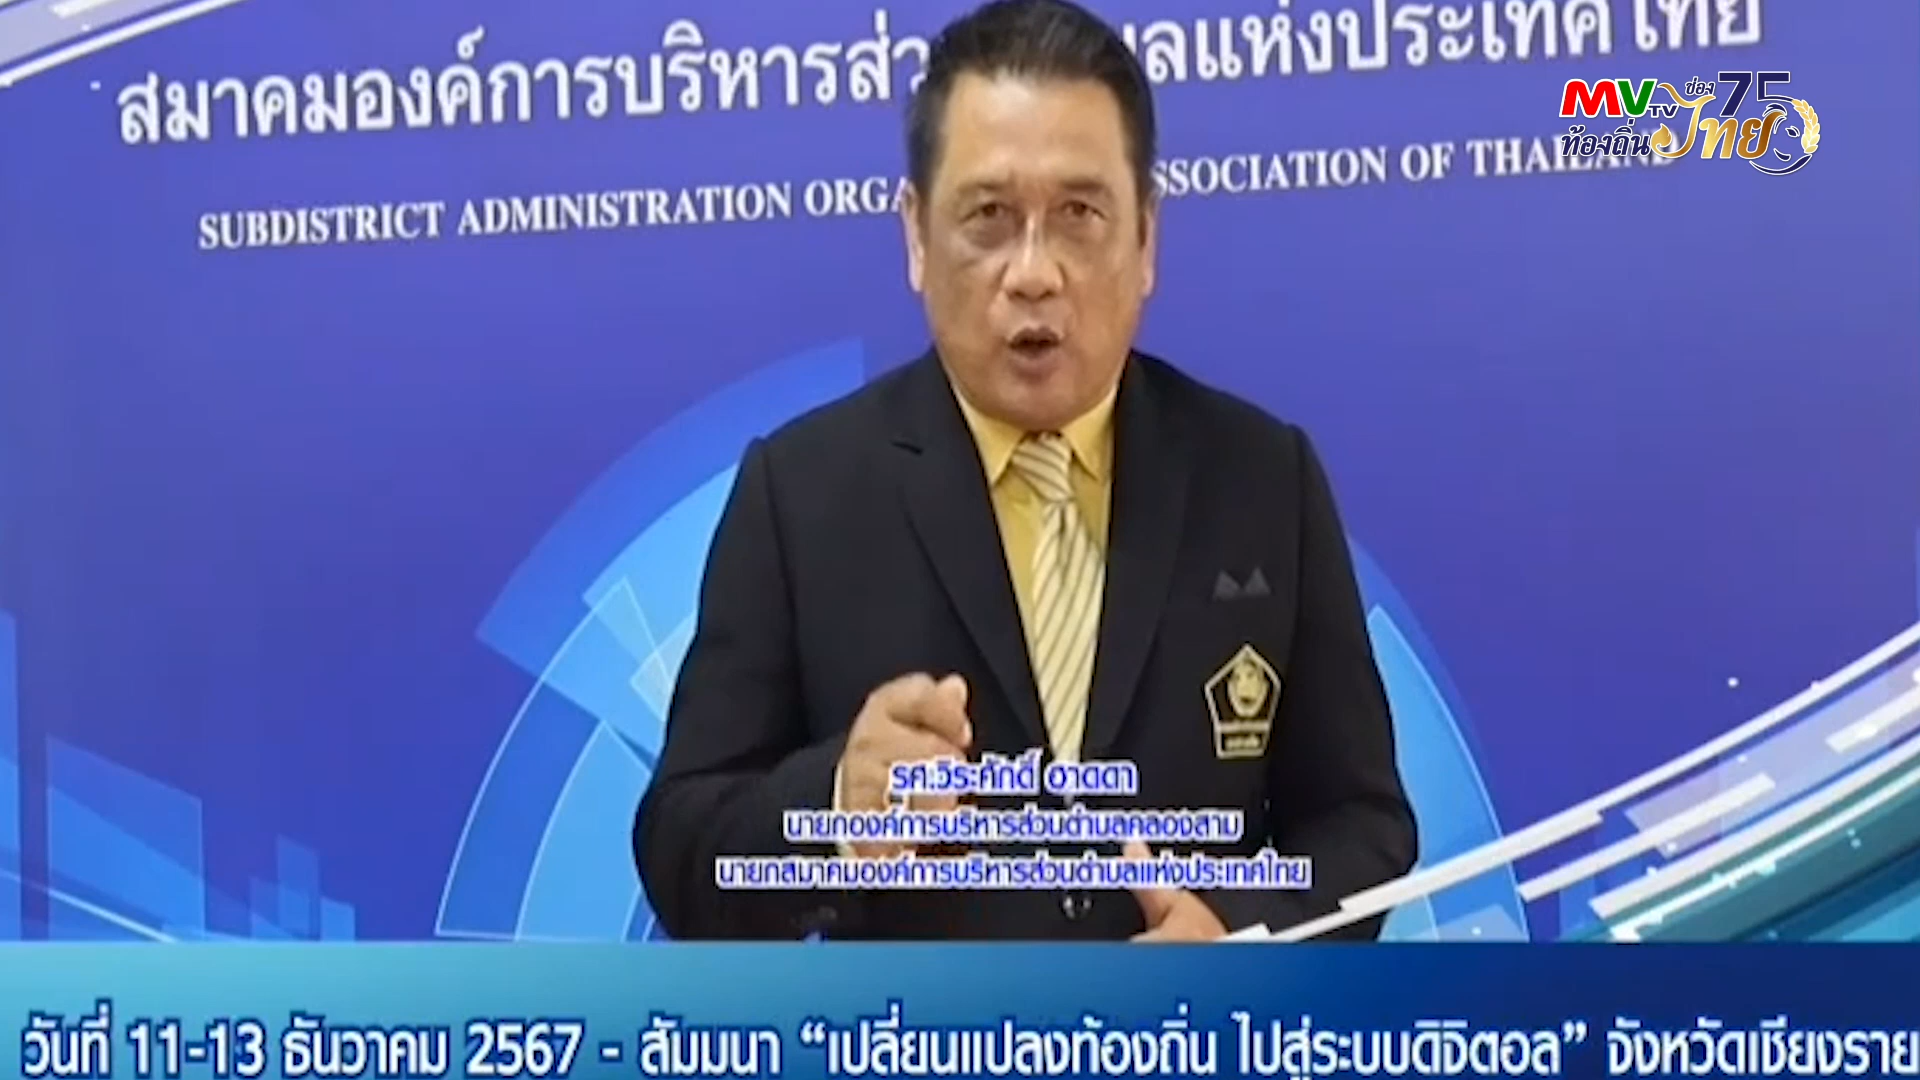 สมาคมองค์การบริหารส่ว บลแห่งประเทศไทย
SUBDISTRICT ADMINISTRATION ORGA SSOCIATION OF THAILAND
MVTV ช่อง 75
ท้องถิ่นไทย
รศ.วิระศักดิ์ ฮาดดา
นายกองค์การบริหารส่วนตำบลคลองสาม
นายกสมาคมองค์การบริหารส่วนตำบลแห่งประเทศไทย
วันที่ 11-13 ธันวาคม 2567 - สัมมนา “เปลี่ยนแปลงท้องถิ่น ไปสู่ระบบดิจิตอล” จังหวัดเชียงราย